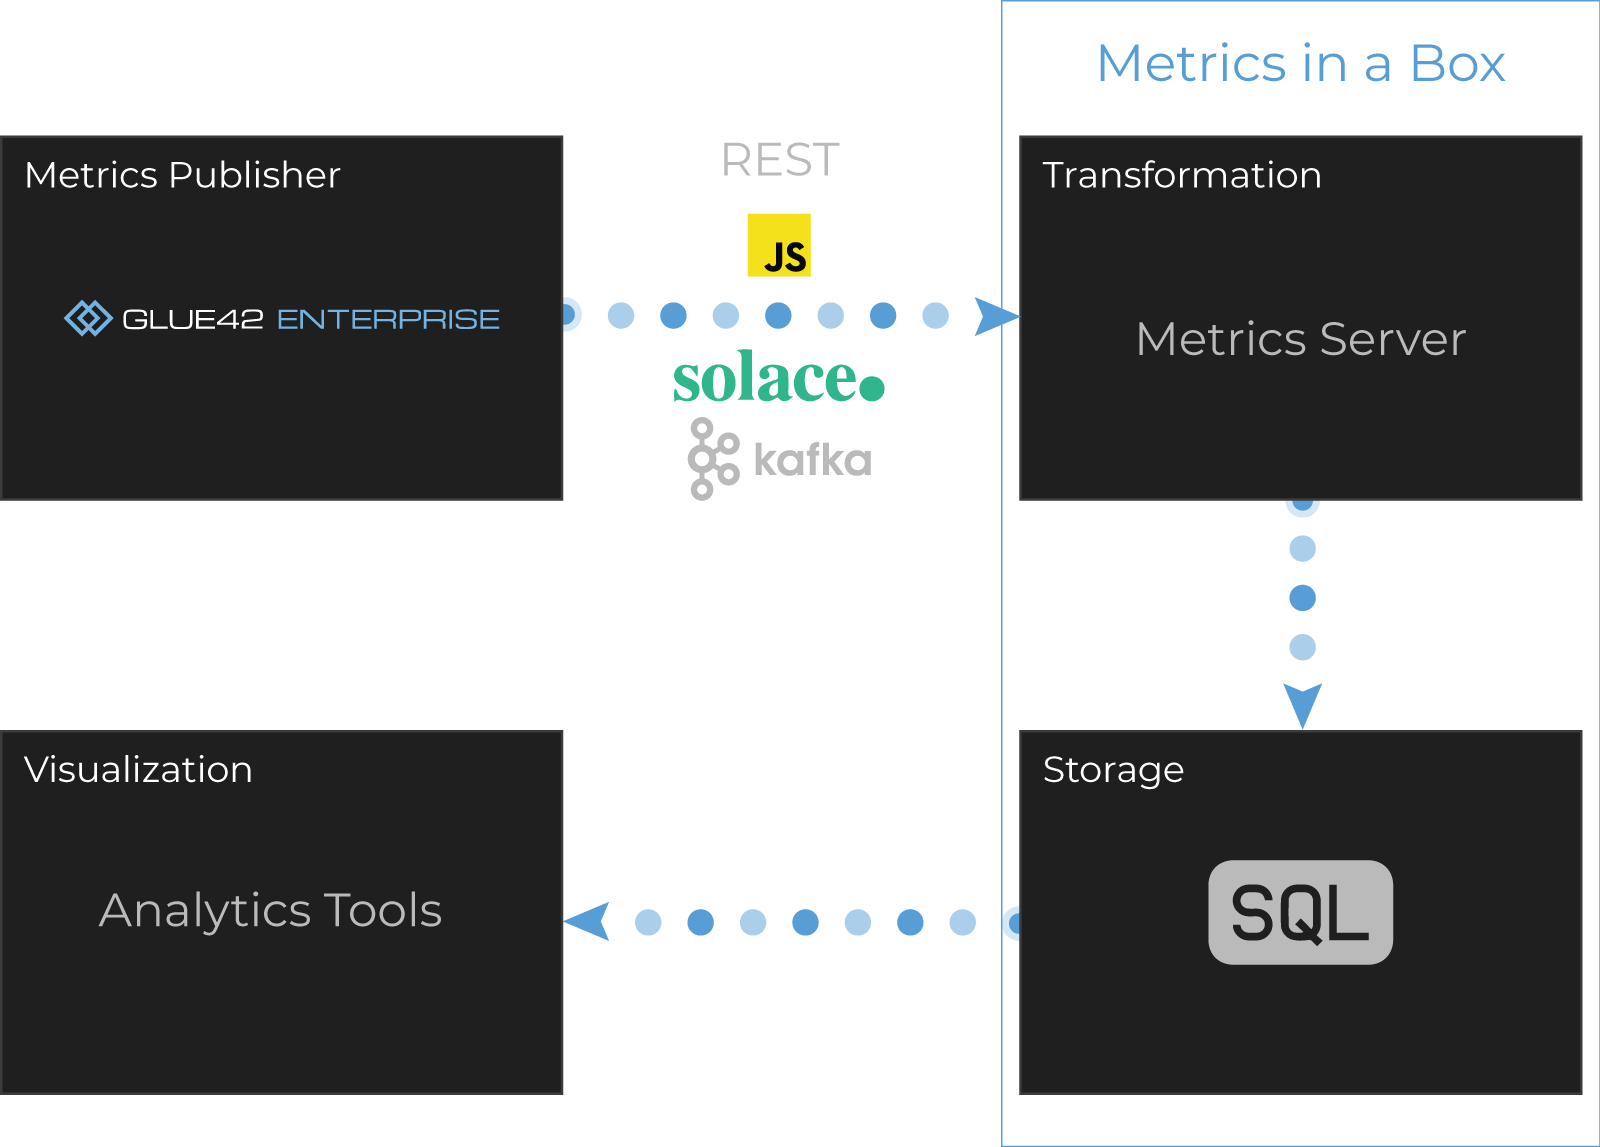 Metrics in a Box
Metrics Publisher
GLUE42 ENTERPRISE
REST
JS
solace.
kafka
Transformation
Metrics Server
Visualization
Analytics Tools
Storage
SQL